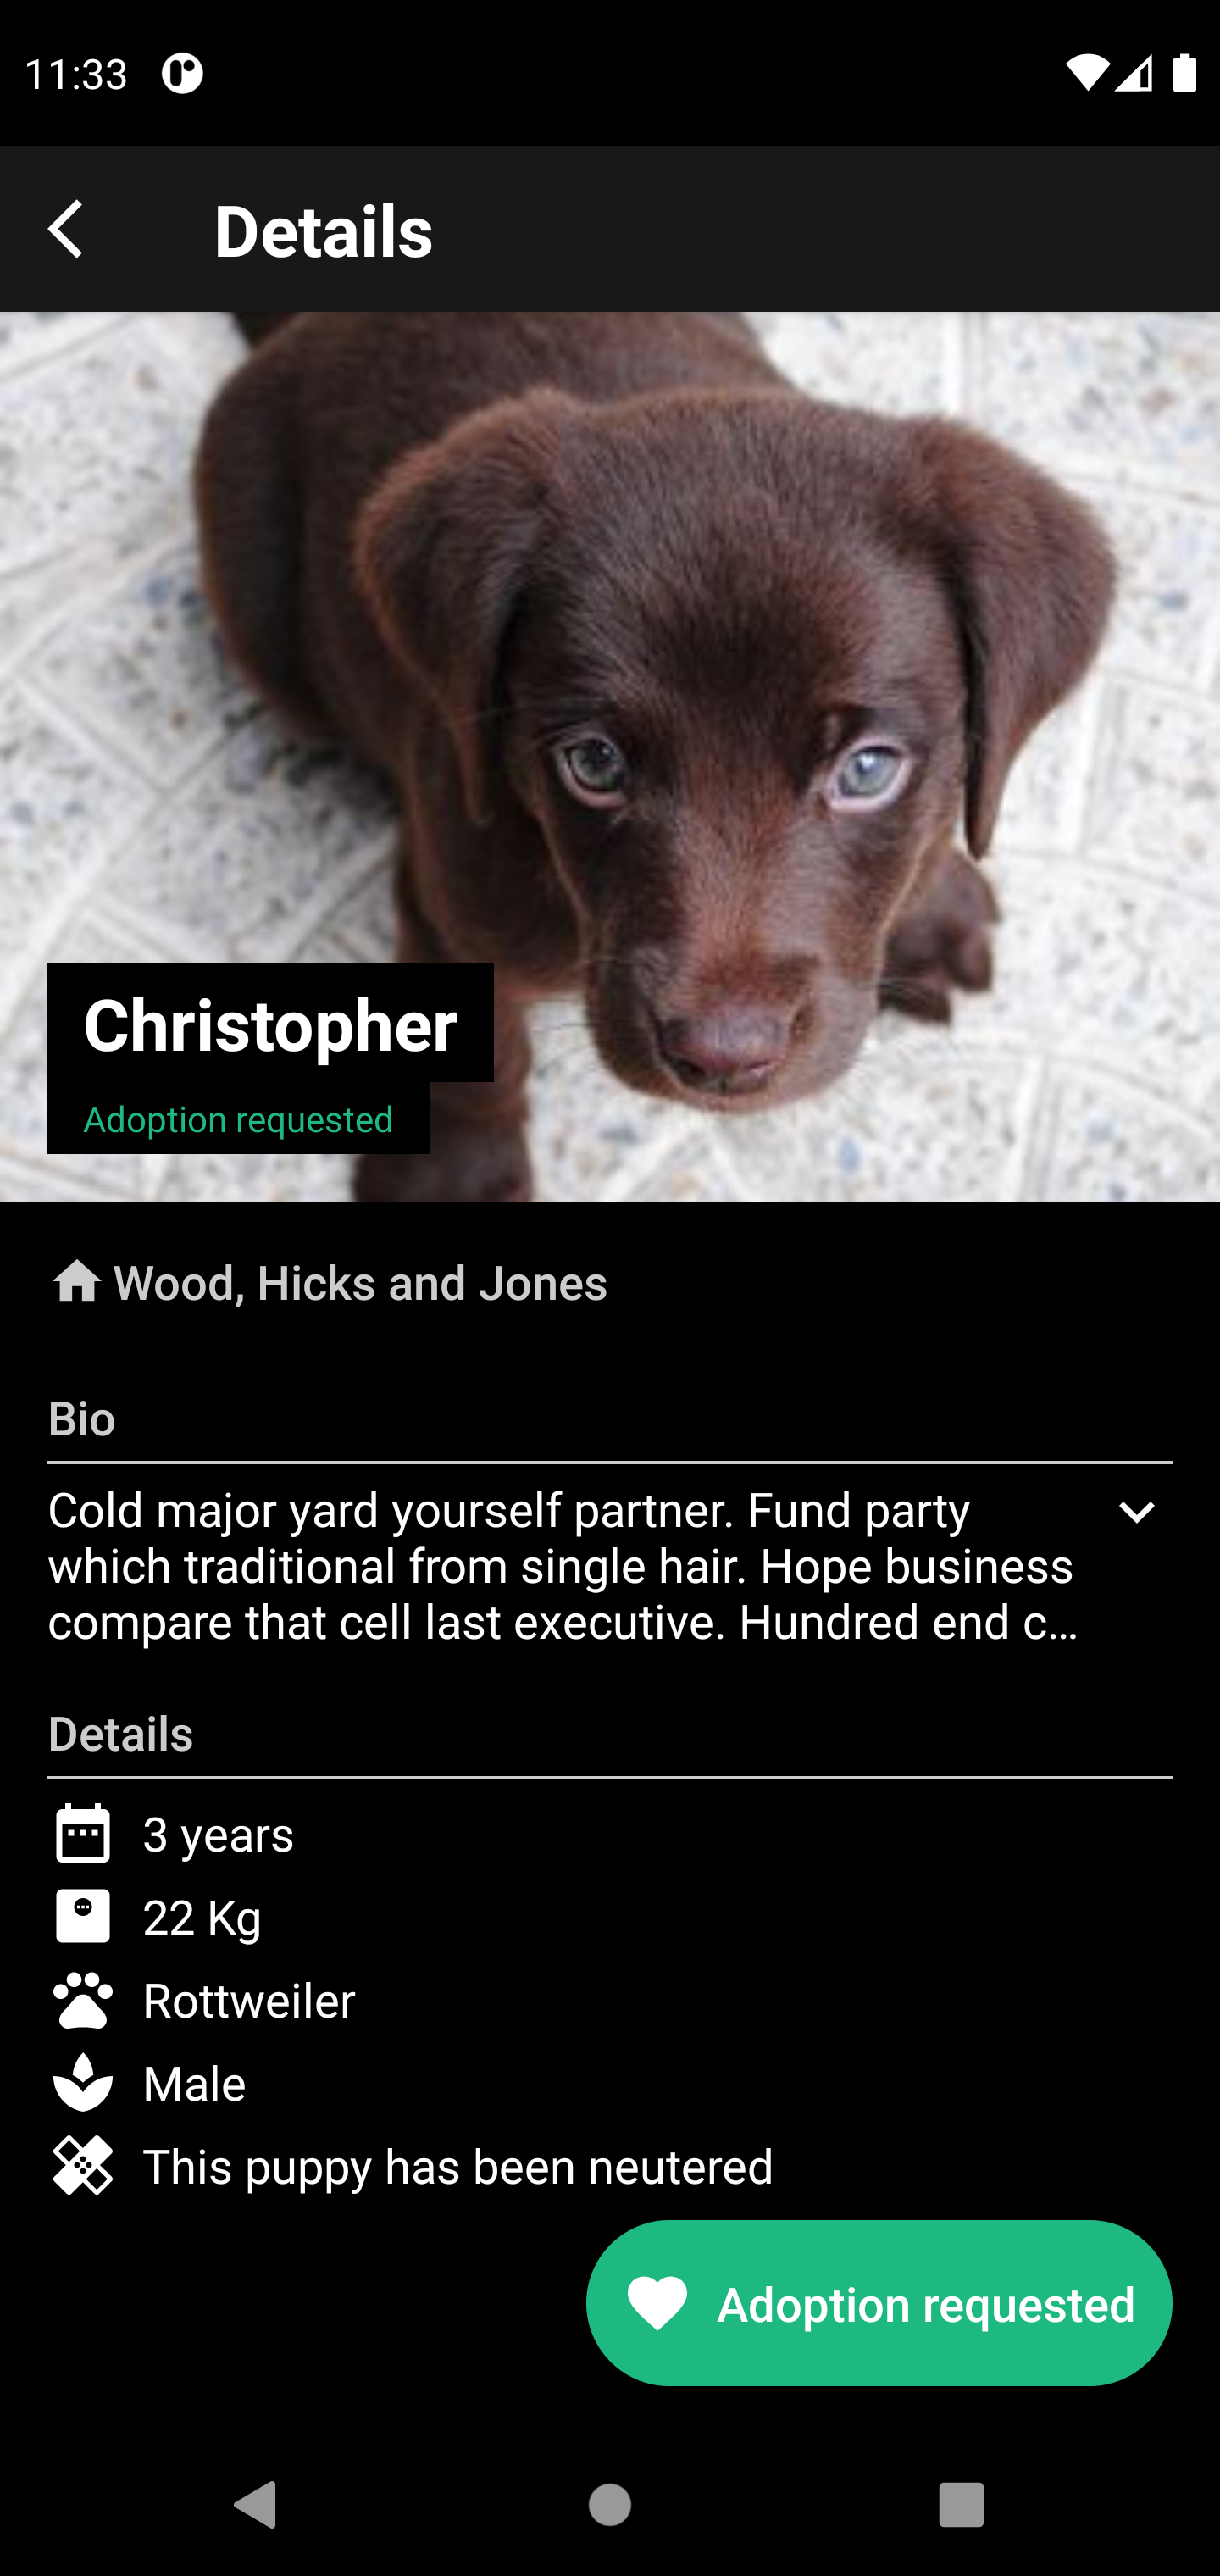 11:33
Details
Christopher
Adoption requested
Wood, Hicks and Jones
Bio
Cold major yard yourself partner. Fund party
which traditional from single hair. Hope business
compare that cell last executive. Hundred end c...
Details
3 years
22 Kg
Rottweiler
Male
This puppy has been neutered
Adoption requested